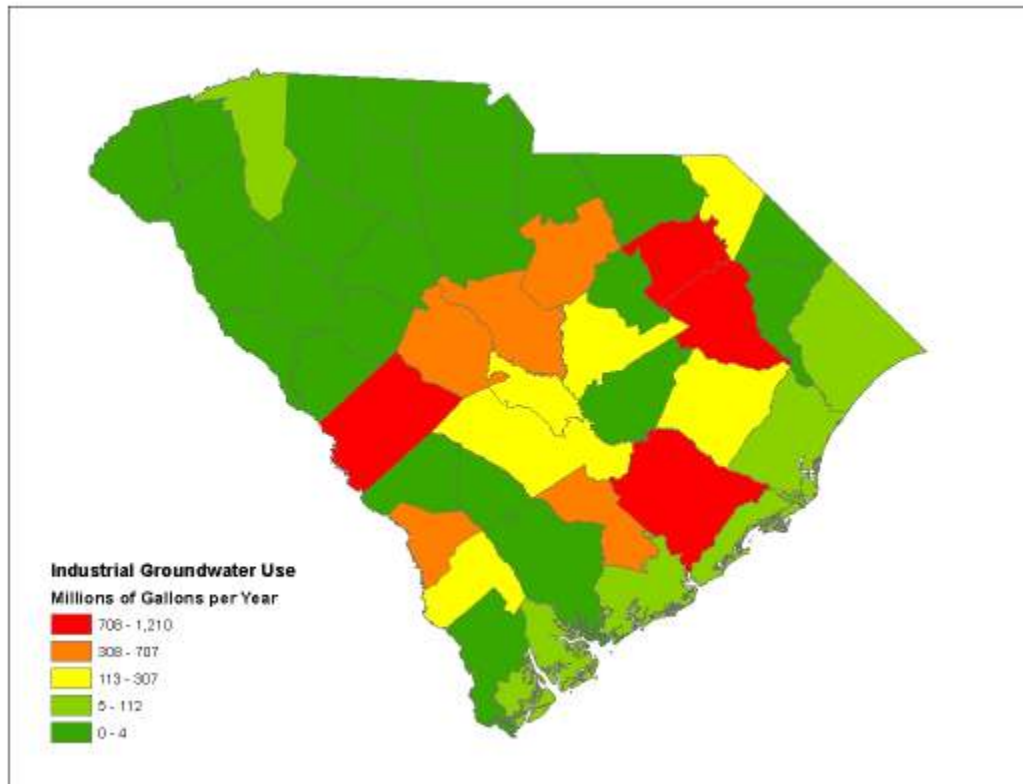 Industrial Groundwater Use
Millions of Gallons per Year
708 - 1,210
308 - 707
113 - 307
5 - 112
0 - 4